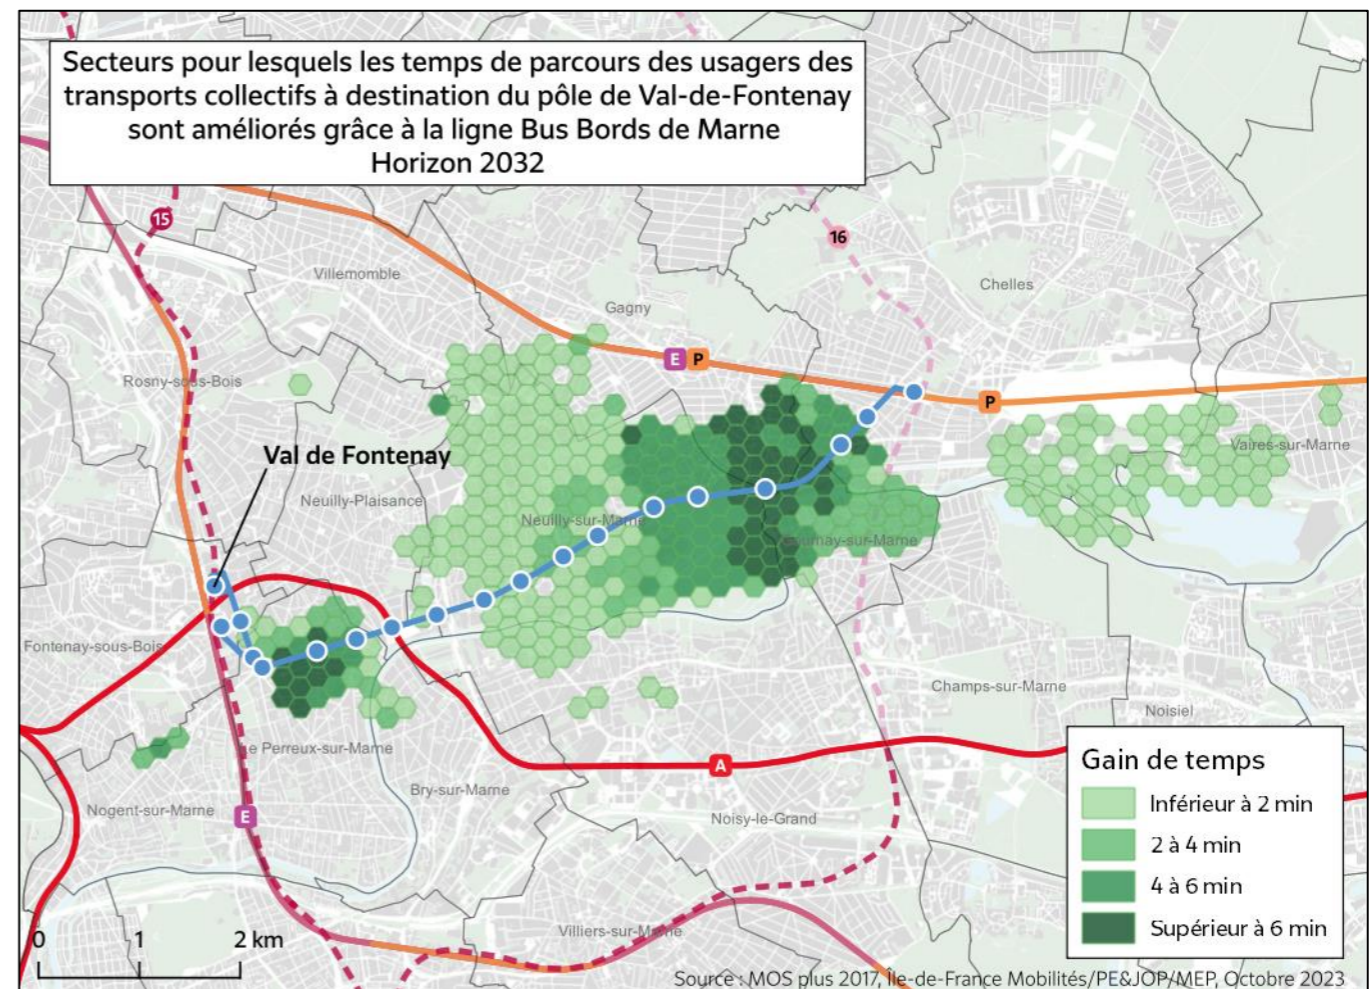 Secteurs pour lesquels les temps de parcours des usagers des
transports collectifs à destination du pôle de Val-de-Fontenay
sont améliorés grâce à la ligne Bus Bords de Marne
Horizon 2032
15
16
Villemomble
Chelles
Gagny
E P
P
Rosny-sous-Bois
Val de Fontenay
Vaires-sur-Marne
Neuilly-Plaisance
Neuilly-sur-Marne
Gournay-sur-Marne
Fontenay-sous-Bois
Champs-sur-Marne
Noisiel
Le Perreux-sur-Marne
A
Bry-sur-Marne
Nogent-sur-Marne
E
Noisy-le-Grand
Villiers-sur-Marne
Gain de temps
Inférieur à 2 min
2 à 4 min
4 à 6 min
Supérieur à 6 min
0 1 2 km
Source : MOS plus 2017, Île-de-France Mobilités/PE&JOP/MEP, Octobre 2023